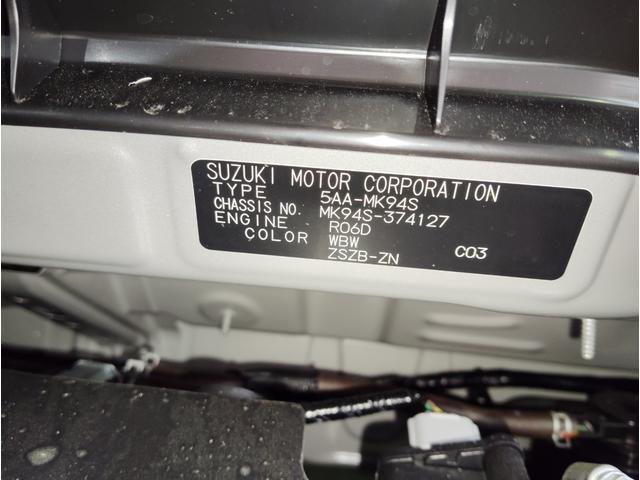 SUZUKI MOTOR CORPORATION
TYPE 5AA-MK94S
CHASSIS NO. MK94S-374127
ENGINE R06D
COLOR WBW
ZSZB-ZN C03